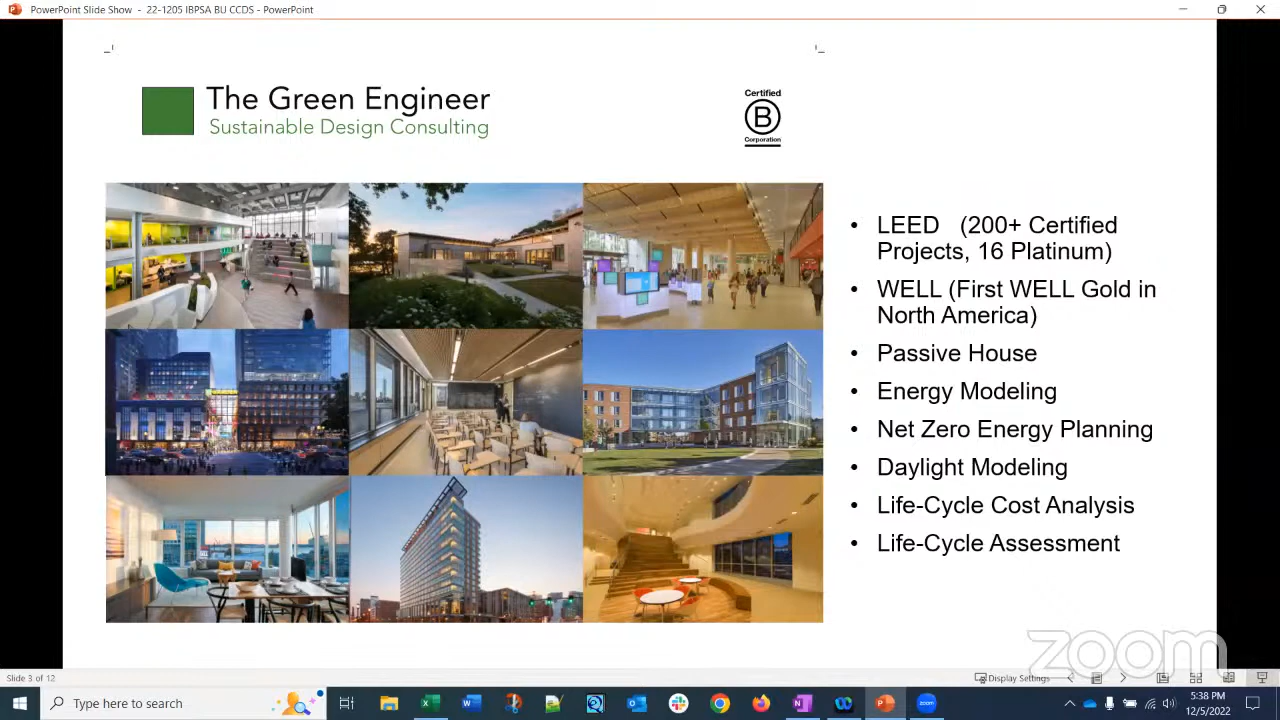 PowerPoint Slide Show - 22-1205 IBPSA BU CCDS - PowerPoint
The Green Engineer
Sustainable Design Consulting
Certified
B
Corporation
• LEED (200+ Certified
Projects, 16 Platinum)
• WELL (First WELL Gold in
North America)
• Passive House
• Energy Modeling
• Net Zero Energy Planning
• Daylight Modeling
• Life-Cycle Cost Analysis
• Life-Cycle Assessment
zoom
Slide 3 of 12
Display Settings
Type here to search
zoom
5:38 PM
12/5/2022